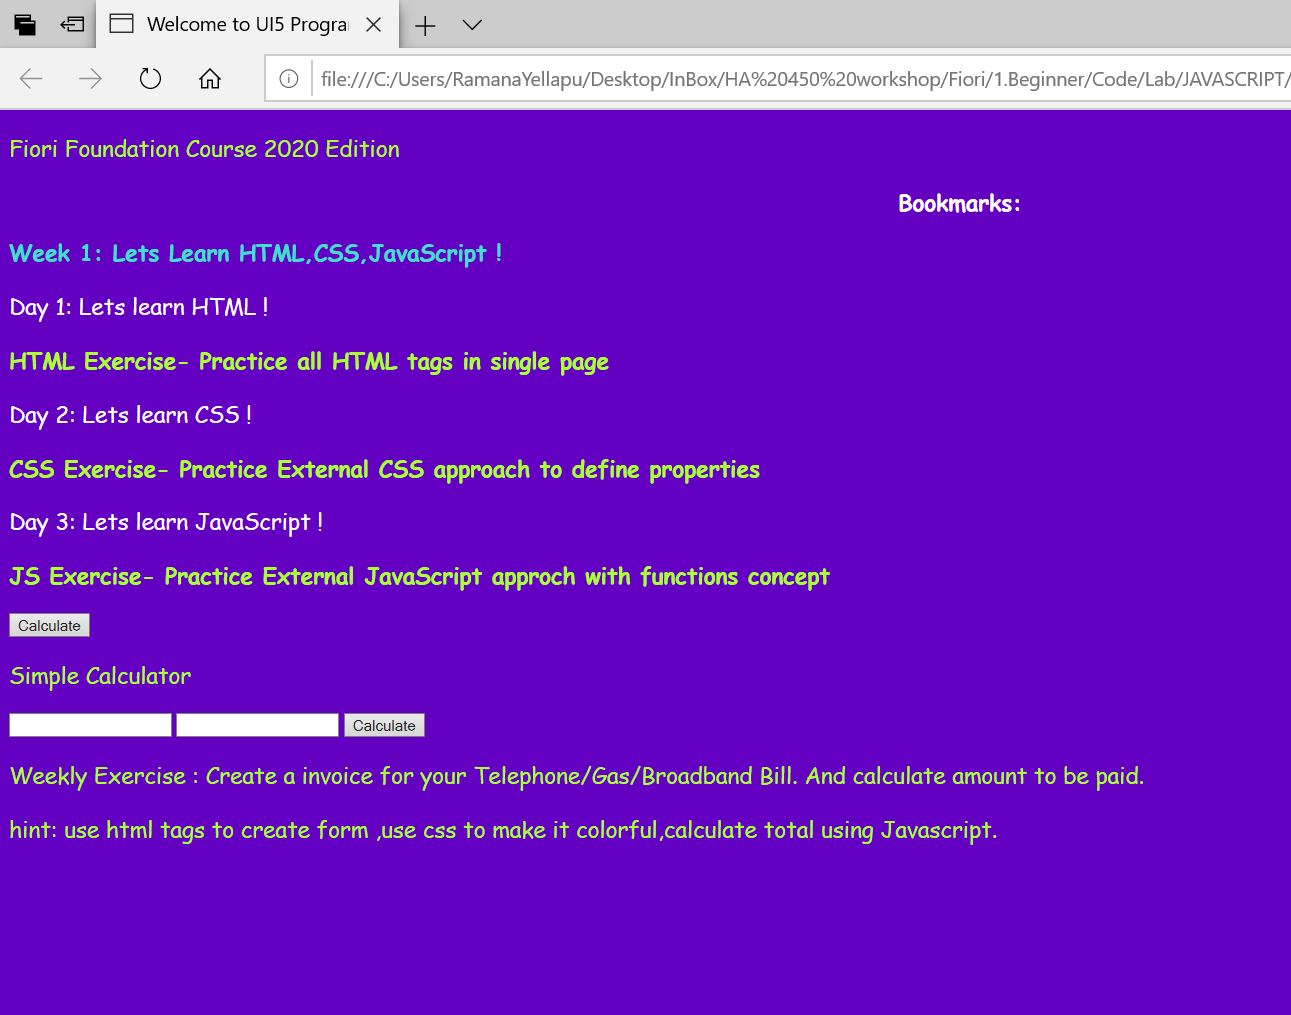 Welcome to UI5 Progra
file:///C:/Users/RamanaYellapu/Desktop/InBox/HA%20450%20workshop/Fiori/1.Beginner/Code/Lab/JAVASCRIPT/
Fiori Foundation Course 2020 Edition
Bookmarks:
Week 1: Lets Learn HTML,CSS,JavaScript !
Day 1: Lets learn HTML !
HTML Exercise- Practice all HTML tags in single page
Day 2: Lets learn CSS !
CSS Exercise- Practice External CSS approach to define properties
Day 3: Lets learn JavaScript !
JS Exercise- Practice External JavaScript approch with functions concept
Calculate
Simple Calculator
Calculate
Weekly Exercise : Create a invoice for your Telephone/Gas/Broadband Bill. And calculate amount to be paid.
hint: use html tags to create form ,use css to make it colorful,calculate total using Javascript.